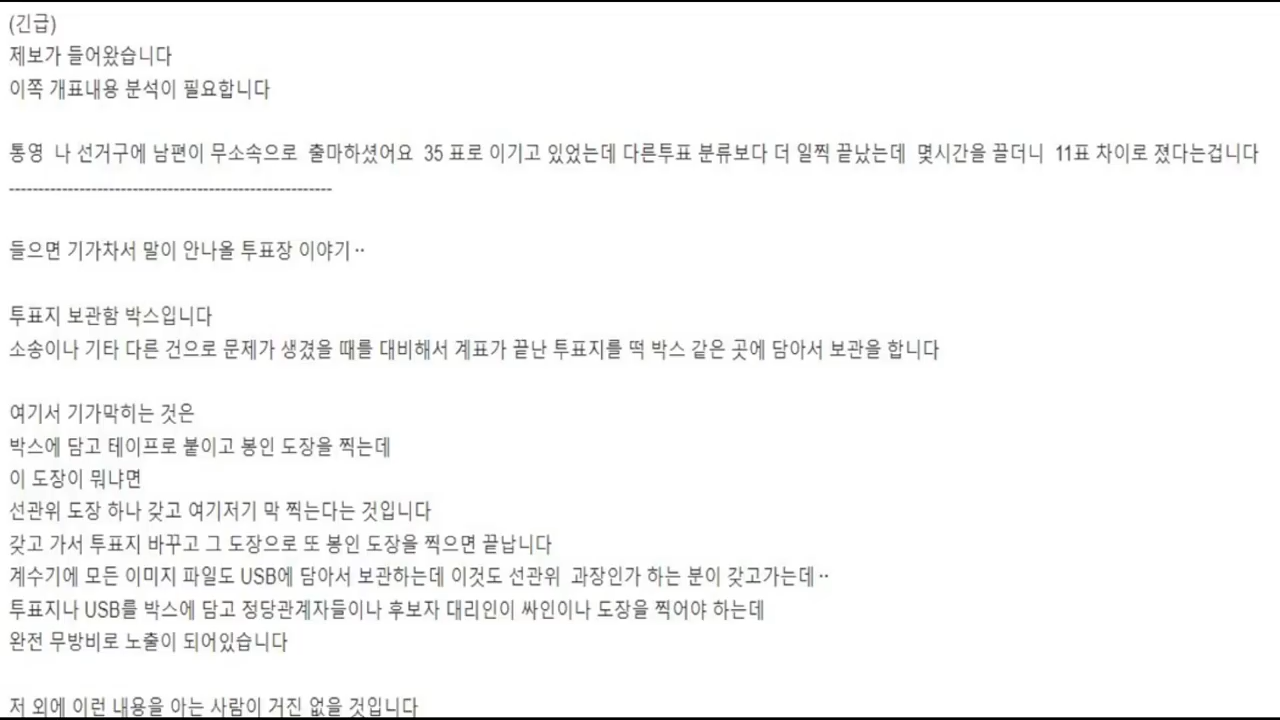 (긴급)
제보가 들어왔습니다
이쪽 개표내용 분석이 필요합니다
통영 나 선거구에 남편이 무소속으로 출마하셨어요 35 표로 이기고 있었는데 다른투표 분류보다 더 일찍 끝났는데 몇시간을 끌더니 11표 차이로 졌다는겁니다
-------------------------------------------------------
들으면 기가차서 말이 안나올 투표장 이야기··
투표지 보관함 박스입니다
소송이나 기타 다른 건으로 문제가 생겼을 때를 대비해서 계표가 끝난 투표지를 떡 박스 같은 곳에 담아서 보관을 합니다
여기서 기가막히는 것은
박스에 담고 테이프로 붙이고 봉인 도장을 찍는데
이 도장이 뭐냐면
선관위 도장 하나 갖고 여기저기 막 찍는다는 것입니다
갖고 가서 투표지 바꾸고 그 도장으로 또 봉인 도장을 찍으면 끝납니다
계수기에 모든 이미지 파일도 USB에 담아서 보관하는데 이것도 선관위 과장인가 하는 분이 갖고가는데··
투표지나 USB를 박스에 담고 정당관계자들이나 후보자 대리인이 싸인이나 도장을 찍어야 하는데
완전 무방비로 노출이 되어있습니다
저 외에 이런 내용을 아는 사람이 거진 없을 것입니다